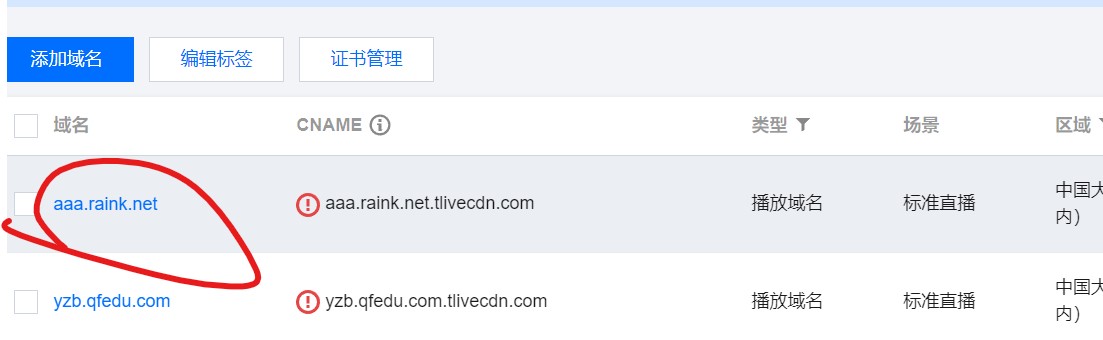 添加域名 编辑标签 证书管理
域名 CNAME 类型 场景 区域
aaa.raink.net aaa.raink.net.tlivecdn.com 播放域名 标准直播 中国大
内）
yzb.qfedu.com yzb.qfedu.com.tlivecdn.com 播放域名 标准直播 中国大
内）